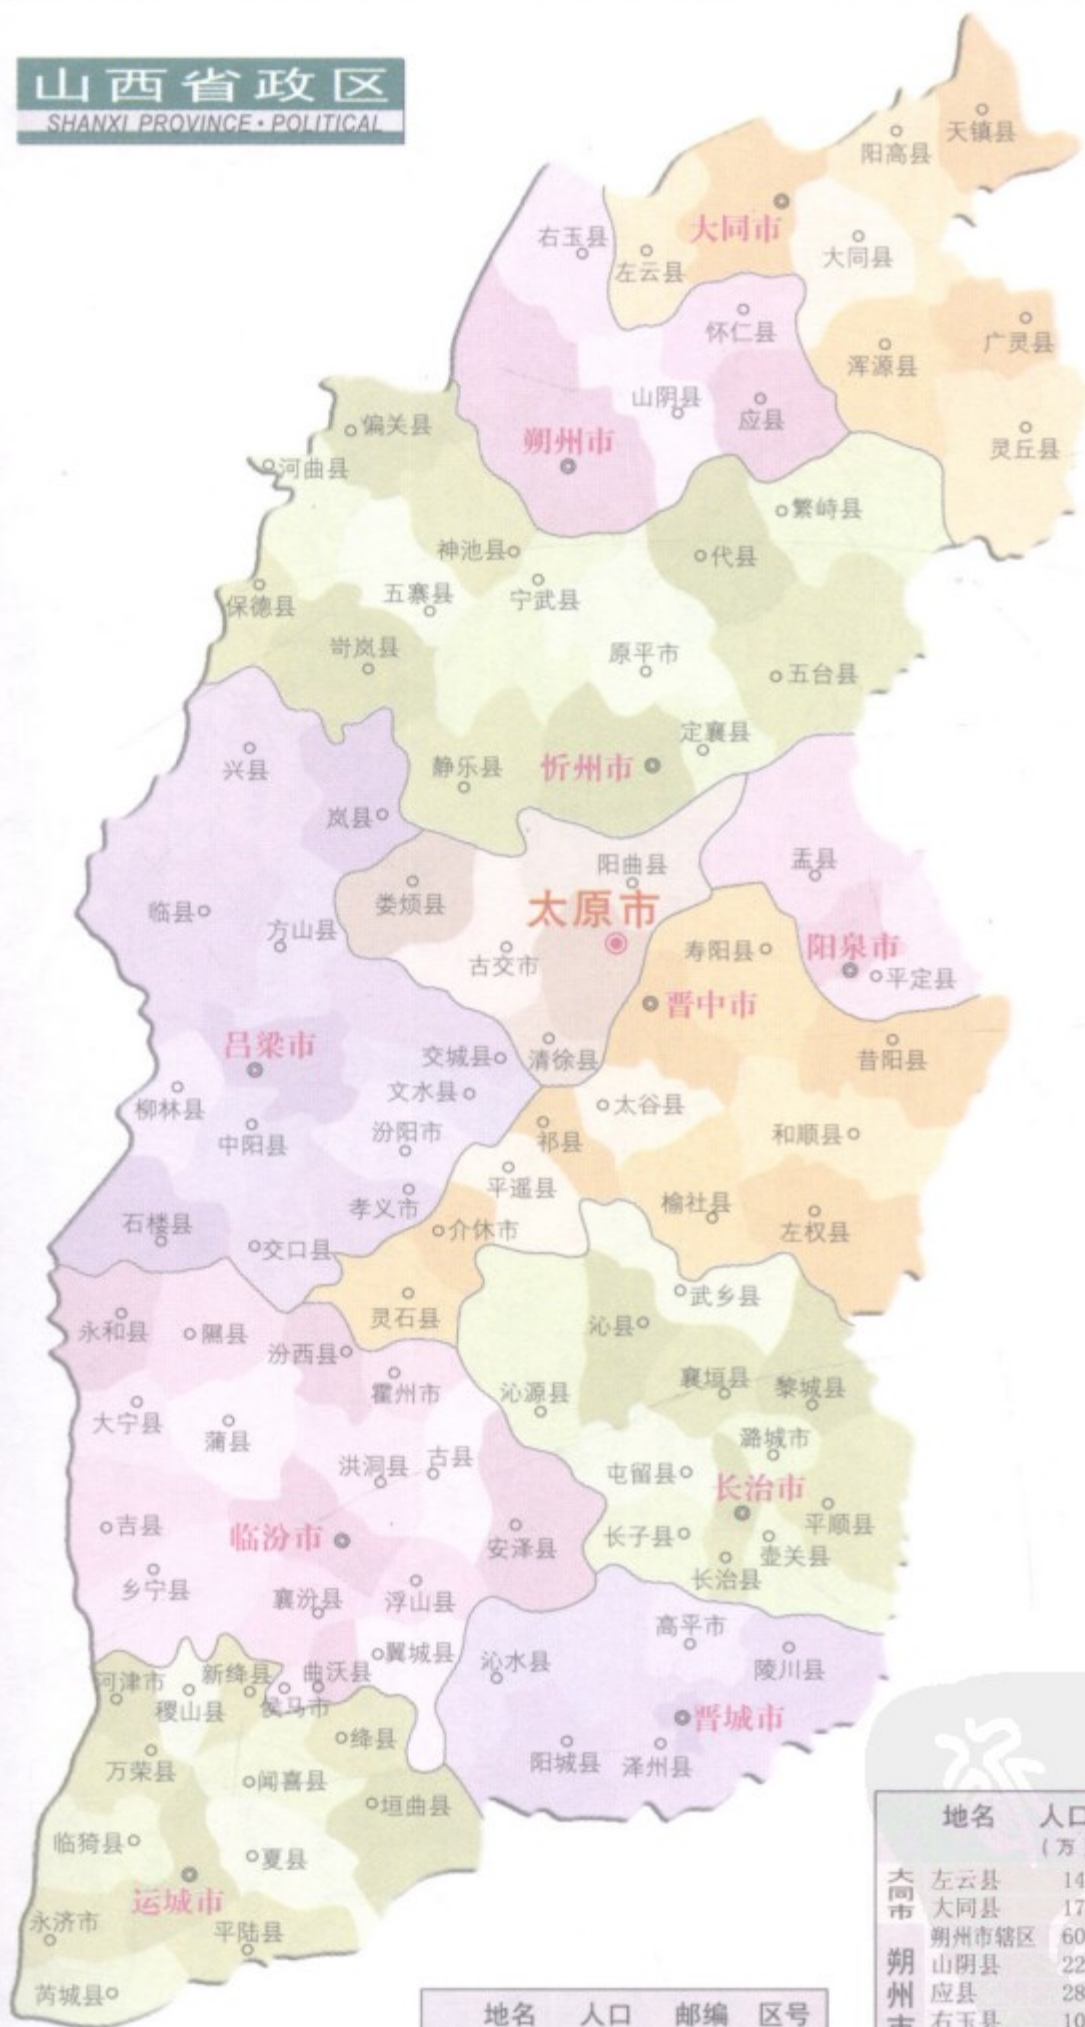 山西省政区
SHANXI PROVINCE·POLITICAL
天镇县
阳高县
大同市
右玉县
左云县
大同县
怀仁县
广灵县
浑源县
山阴县
应县
偏关县
朔州市
灵丘县
河曲县
繁峙县
神池县
代县
保德县
五寨县
宁武县
岢岚县
原平市
五台县
定襄县
兴县
静乐县
忻州市
岚县
阳曲县
盂县
娄烦县
太原市
临县
方山县
古交市
寿阳县
阳泉市
平定县
晋中市
吕梁市
交城县
清徐县
昔阳县
文水县
柳林县
太谷县
中阳县
汾阳市
祁县
和顺县
平遥县
孝义市
榆社县
石楼县
介休市
左权县
交口县
武乡县
灵石县
沁县
永和县
隰县
汾西县
霍州市
襄垣县
黎城县
沁源县
大宁县
蒲县
潞城市
洪洞县
古县
屯留县
长治市
吉县
临汾市
安泽县
长子县
平顺县
壶关县
乡宁县
长治县
襄汾县
浮山县
高平市
翼城县
沁水县
陵川县
河津市
新绛县
曲沃县
稷山县
侯马市
晋城市
绛县
万荣县
阳城县
泽州县
闻喜县
垣曲县
临猗县
夏县
运城市
永济市
平陆县
芮城县
地名 人口
(万
大同市
左云县 14
大同县 17
朔州市
朔州市辖区 60
山阴县 22
应县 28
右玉县 10
地名 人口 邮编 区号